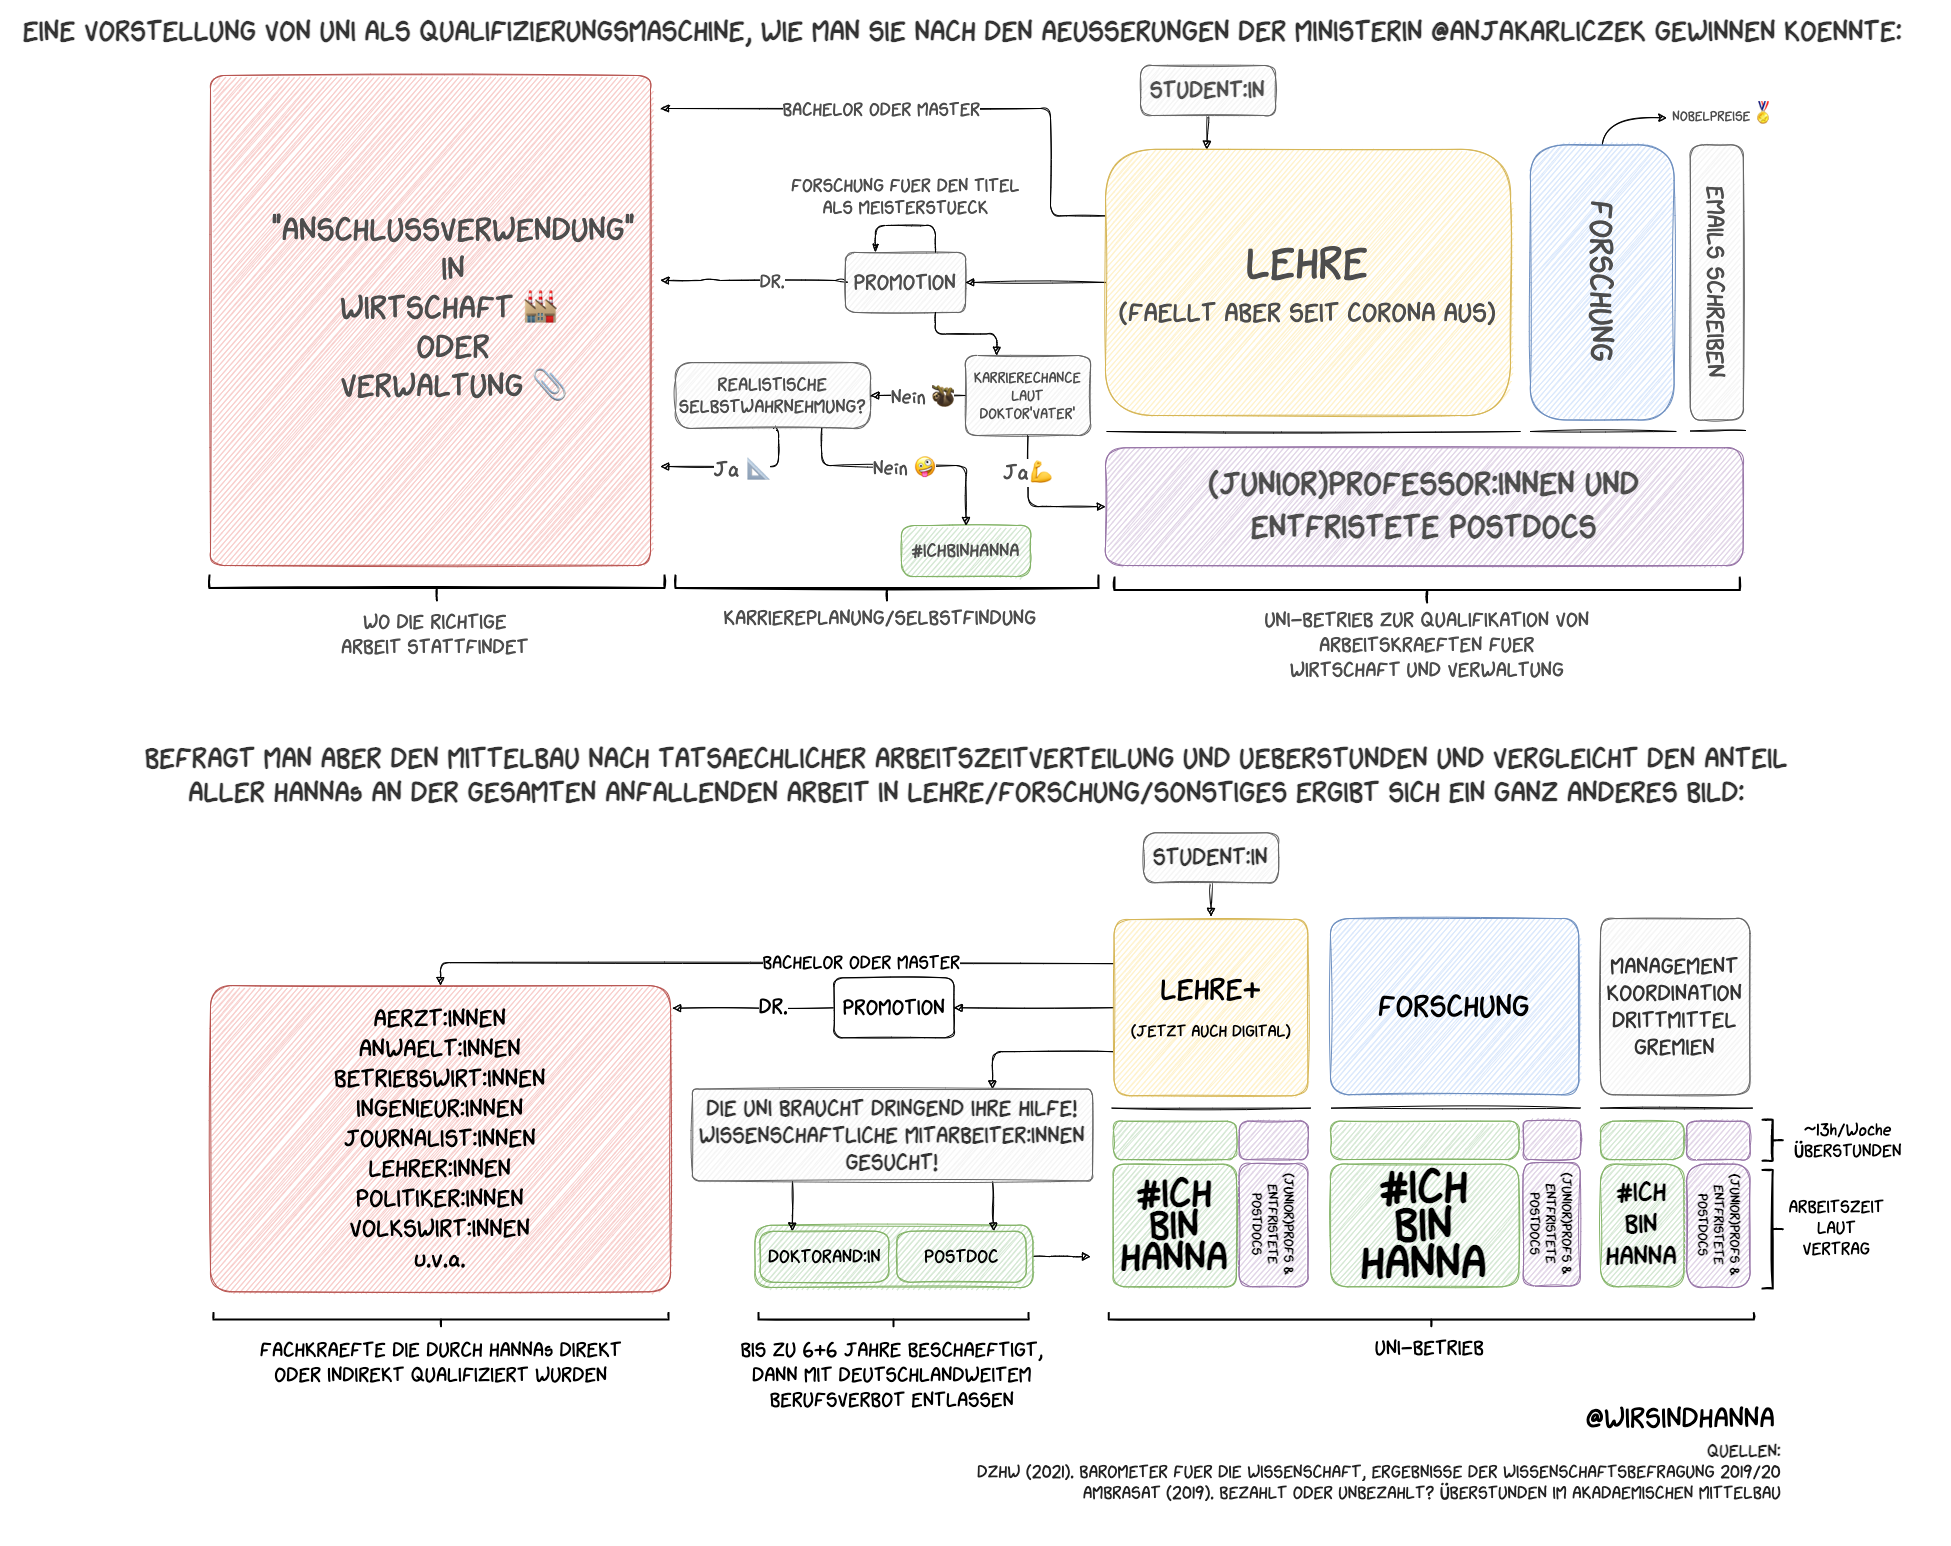 EINE VORSTELLUNG VON UNI ALS QUALIFIZIERUNGSMASCHINE, WIE MAN SIE NACH DEN AEUSSERUNGEN DER MINISTERIN @ANJAKARLICZEK GEWINNEN KOENNTE:
STUDENT:IN
BACHELOR ODER MASTER
NOBELPREISE 🏅
"ANSCHLUSSVERWENDUNG"
IN
WIRTSCHAFT 🏭
ODER
VERWALTUNG 📎
FORSCHUNG FUER DEN TITEL
ALS MEISTERSTUECK
PROMOTION
DR.
LEHRE
(FAELLT ABER SEIT CORONA AUS)
FORSCHUNG
EMAILS SCHREIBEN
KARRIERECHANCE
LAUT
DOKTOR'VATER'
Nein 🦥
REALISTISCHE
SELBSTWAHRNEHMUNG?
Ja 📐
Nein 🤪
Ja 💪
#ICHBINHANNA
(JUNIOR)PROFESSOR:INNEN UND
ENTFRISTETE POSTDOCS
WO DIE RICHTIGE
ARBEIT STATTFINDET
KARRIEREPLANUNG/SELBSTFINDUNG
UNI-BETRIEB ZUR QUALIFIKATION VON
ARBEITSKRAEFTEN FUER
WIRTSCHAFT UND VERWALTUNG
BEFRAGT MAN ABER DEN MITTELBAU NACH TATSAECHLICHER ARBEITSZEITVERTEILUNG UND UEBERSTUNDEN UND VERGLEICHT DEN ANTEIL
ALLER HANNAs AN DER GESAMTEN ANFALLENDEN ARBEIT IN LEHRE/FORSCHUNG/SONSTIGES ERGIBT SICH EIN GANZ ANDERES BILD:
STUDENT:IN
BACHELOR ODER MASTER
PROMOTION
DR.
LEHRE+
(JETZT AUCH DIGITAL)
FORSCHUNG
MANAGEMENT
KOORDINATION
DRITTMITTEL
GREMIEN
AERZT:INNEN
ANWAELT:INNEN
BETRIEBSWIRT:INNEN
INGENIEUR:INNEN
JOURNALIST:INNEN
LEHRER:INNEN
POLITIKER:INNEN
VOLKSWIRT:INNEN
u.v.a.
DIE UNI BRAUCHT DRINGEND IHRE HILFE!
WISSENSCHAFTLICHE MITARBEITER:INNEN
GESUCHT!
DOKTORAND:IN
POSTDOC
~13h/Woche
ÜBERSTUNDEN
#ICH
BIN
HANNA
(JUNIOR)PROFS &
ENTFRISTETE
POSTDOCS
#ICH
BIN
HANNA
(JUNIOR)PROFS &
ENTFRISTETE
POSTDOCS
#ICH
BIN
HANNA
(JUNIOR)PROFS &
ENTFRISTETE
POSTDOCS
ARBEITSZEIT
LAUT
VERTRAG
FACHKRAEFTE DIE DURCH HANNAs DIREKT
ODER INDIREKT QUALIFIZIERT WURDEN
BIS ZU 6+6 JAHRE BESCHAEFTIGT,
DANN MIT DEUTSCHLANDWEITEM
BERUFSVERBOT ENTLASSEN
UNI-BETRIEB
@WIRSINDHANNA
QUELLEN:
DZHW (2021). BAROMETER FUER DIE WISSENSCHAFT, ERGEBNISSE DER WISSENSCHAFTSBEFRAGUNG 2019/20
AMBRASAT (2019). BEZAHLT ODER UNBEZAHLT? ÜBERSTUNDEN IM AKADAEMISCHEN MITTELBAU